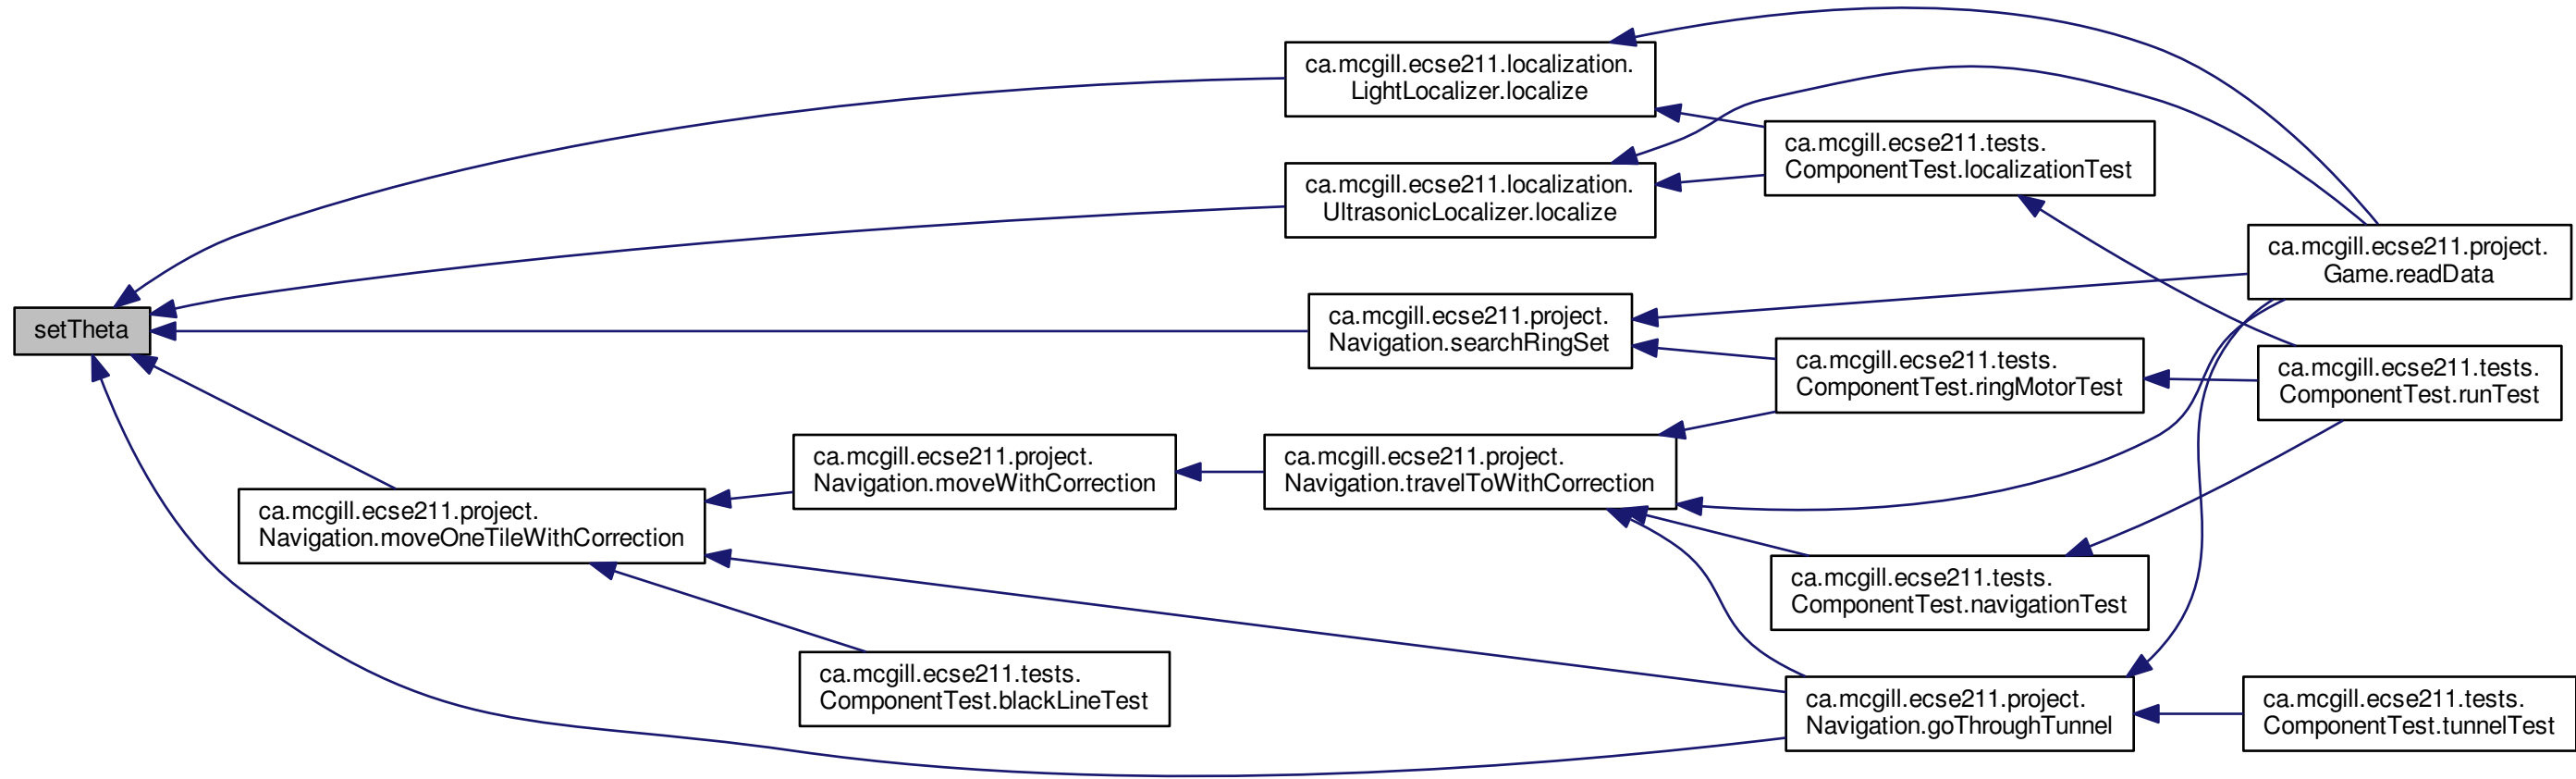 ca.mcgill.ecse211.localization.
LightLocalizer.localize
ca.mcgill.ecse211.tests.
ComponentTest.localizationTest
ca.mcgill.ecse211.localization.
UltrasonicLocalizer.localize
ca.mcgill.ecse211.project.
Game.readData
setTheta
ca.mcgill.ecse211.project.
Navigation.searchRingSet
ca.mcgill.ecse211.tests.
ComponentTest.ringMotorTest
ca.mcgill.ecse211.tests.
ComponentTest.runTest
ca.mcgill.ecse211.project.
Navigation.moveWithCorrection
ca.mcgill.ecse211.project.
Navigation.travelToWithCorrection
ca.mcgill.ecse211.project.
Navigation.moveOneTileWithCorrection
ca.mcgill.ecse211.tests.
ComponentTest.navigationTest
ca.mcgill.ecse211.tests.
ComponentTest.blackLineTest
ca.mcgill.ecse211.project.
Navigation.goThroughTunnel
ca.mcgill.ecse211.tests.
ComponentTest.tunnelTest